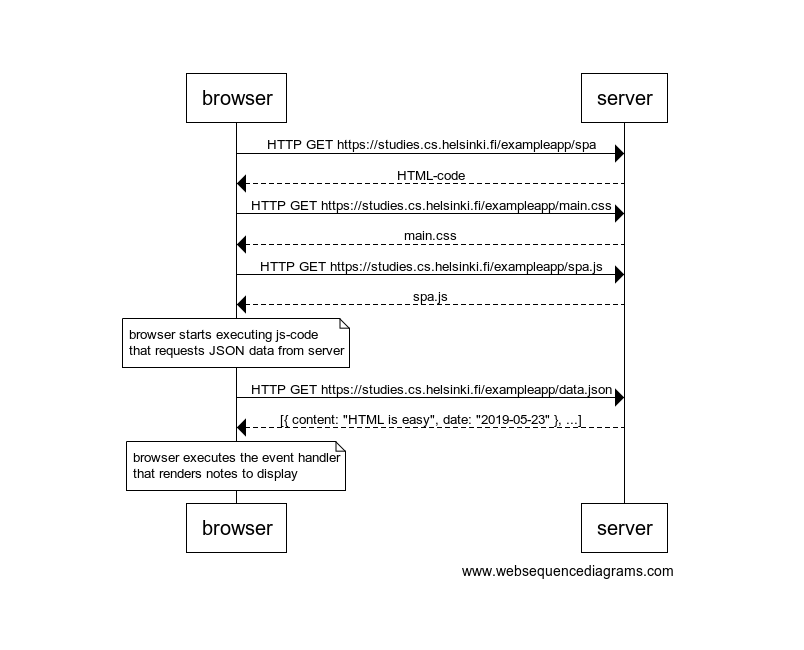 browser
server
HTTP GET https://studies.cs.helsinki.fi/exampleapp/spa
HTML-code
HTTP GET https://studies.cs.helsinki.fi/exampleapp/main.css
main.css
HTTP GET https://studies.cs.helsinki.fi/exampleapp/spa.js
spa.js
browser starts executing js-code
that requests JSON data from server
HTTP GET https://studies.cs.helsinki.fi/exampleapp/data.json
[{ content: "HTML is easy", date: "2019-05-23" }, ...]
browser executes the event handler
that renders notes to display
browser
server
www.websequencediagrams.com